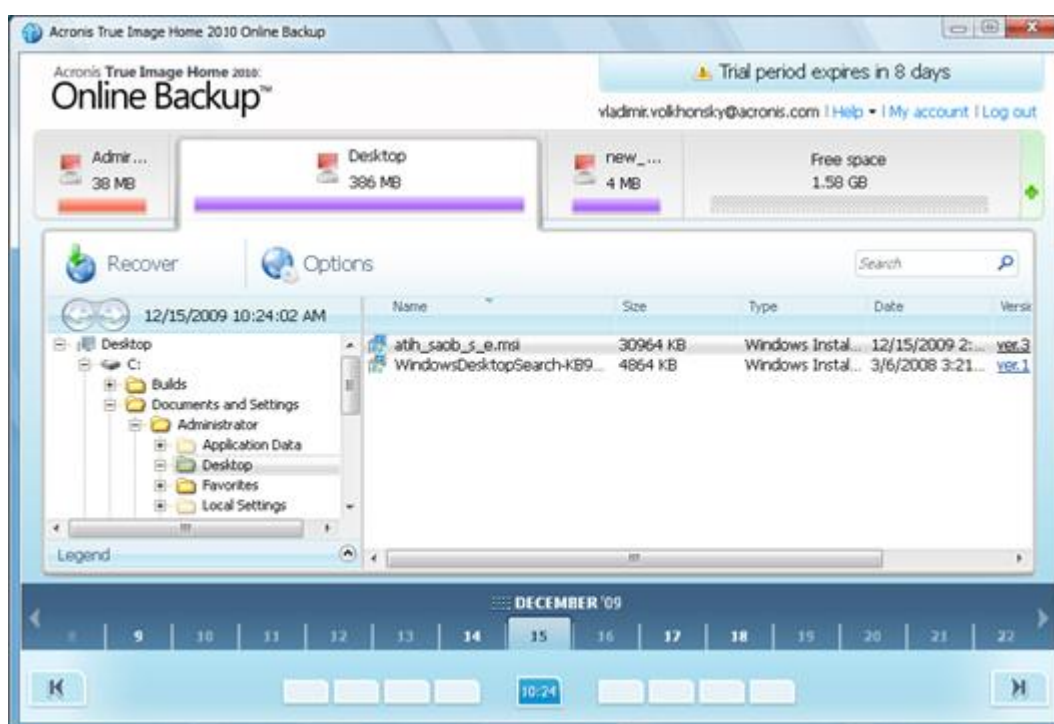 Acronis True Image Home 2010 Online Backup
Acronis True Image Home 2010:
Online Backup™
Trial period expires in 8 days
vladimir.volkhonsky@acronis.com | Help | My account | Log out
Admir...
38 MB
Desktop
386 MB
new_...
4 MB
Free space
1.58 GB
Recover
Options
Search
12/15/2009 10:24:02 AM
Name Size Type Date Versi
atih_saob_s_e.msi 30964 KB Windows Instal... 12/15/2009 2:... ver.3
WindowsDesktopSearch-KB9... 4864 KB Windows Instal... 3/6/2008 3:21... ver.1
Desktop
C:
Builds
Documents and Settings
Administrator
Application Data
Desktop
Favorites
Local Settings
Legend
DECEMBER '09
8 9 10 11 12 13 14 15 16 17 18 19 20 21 22
10:24